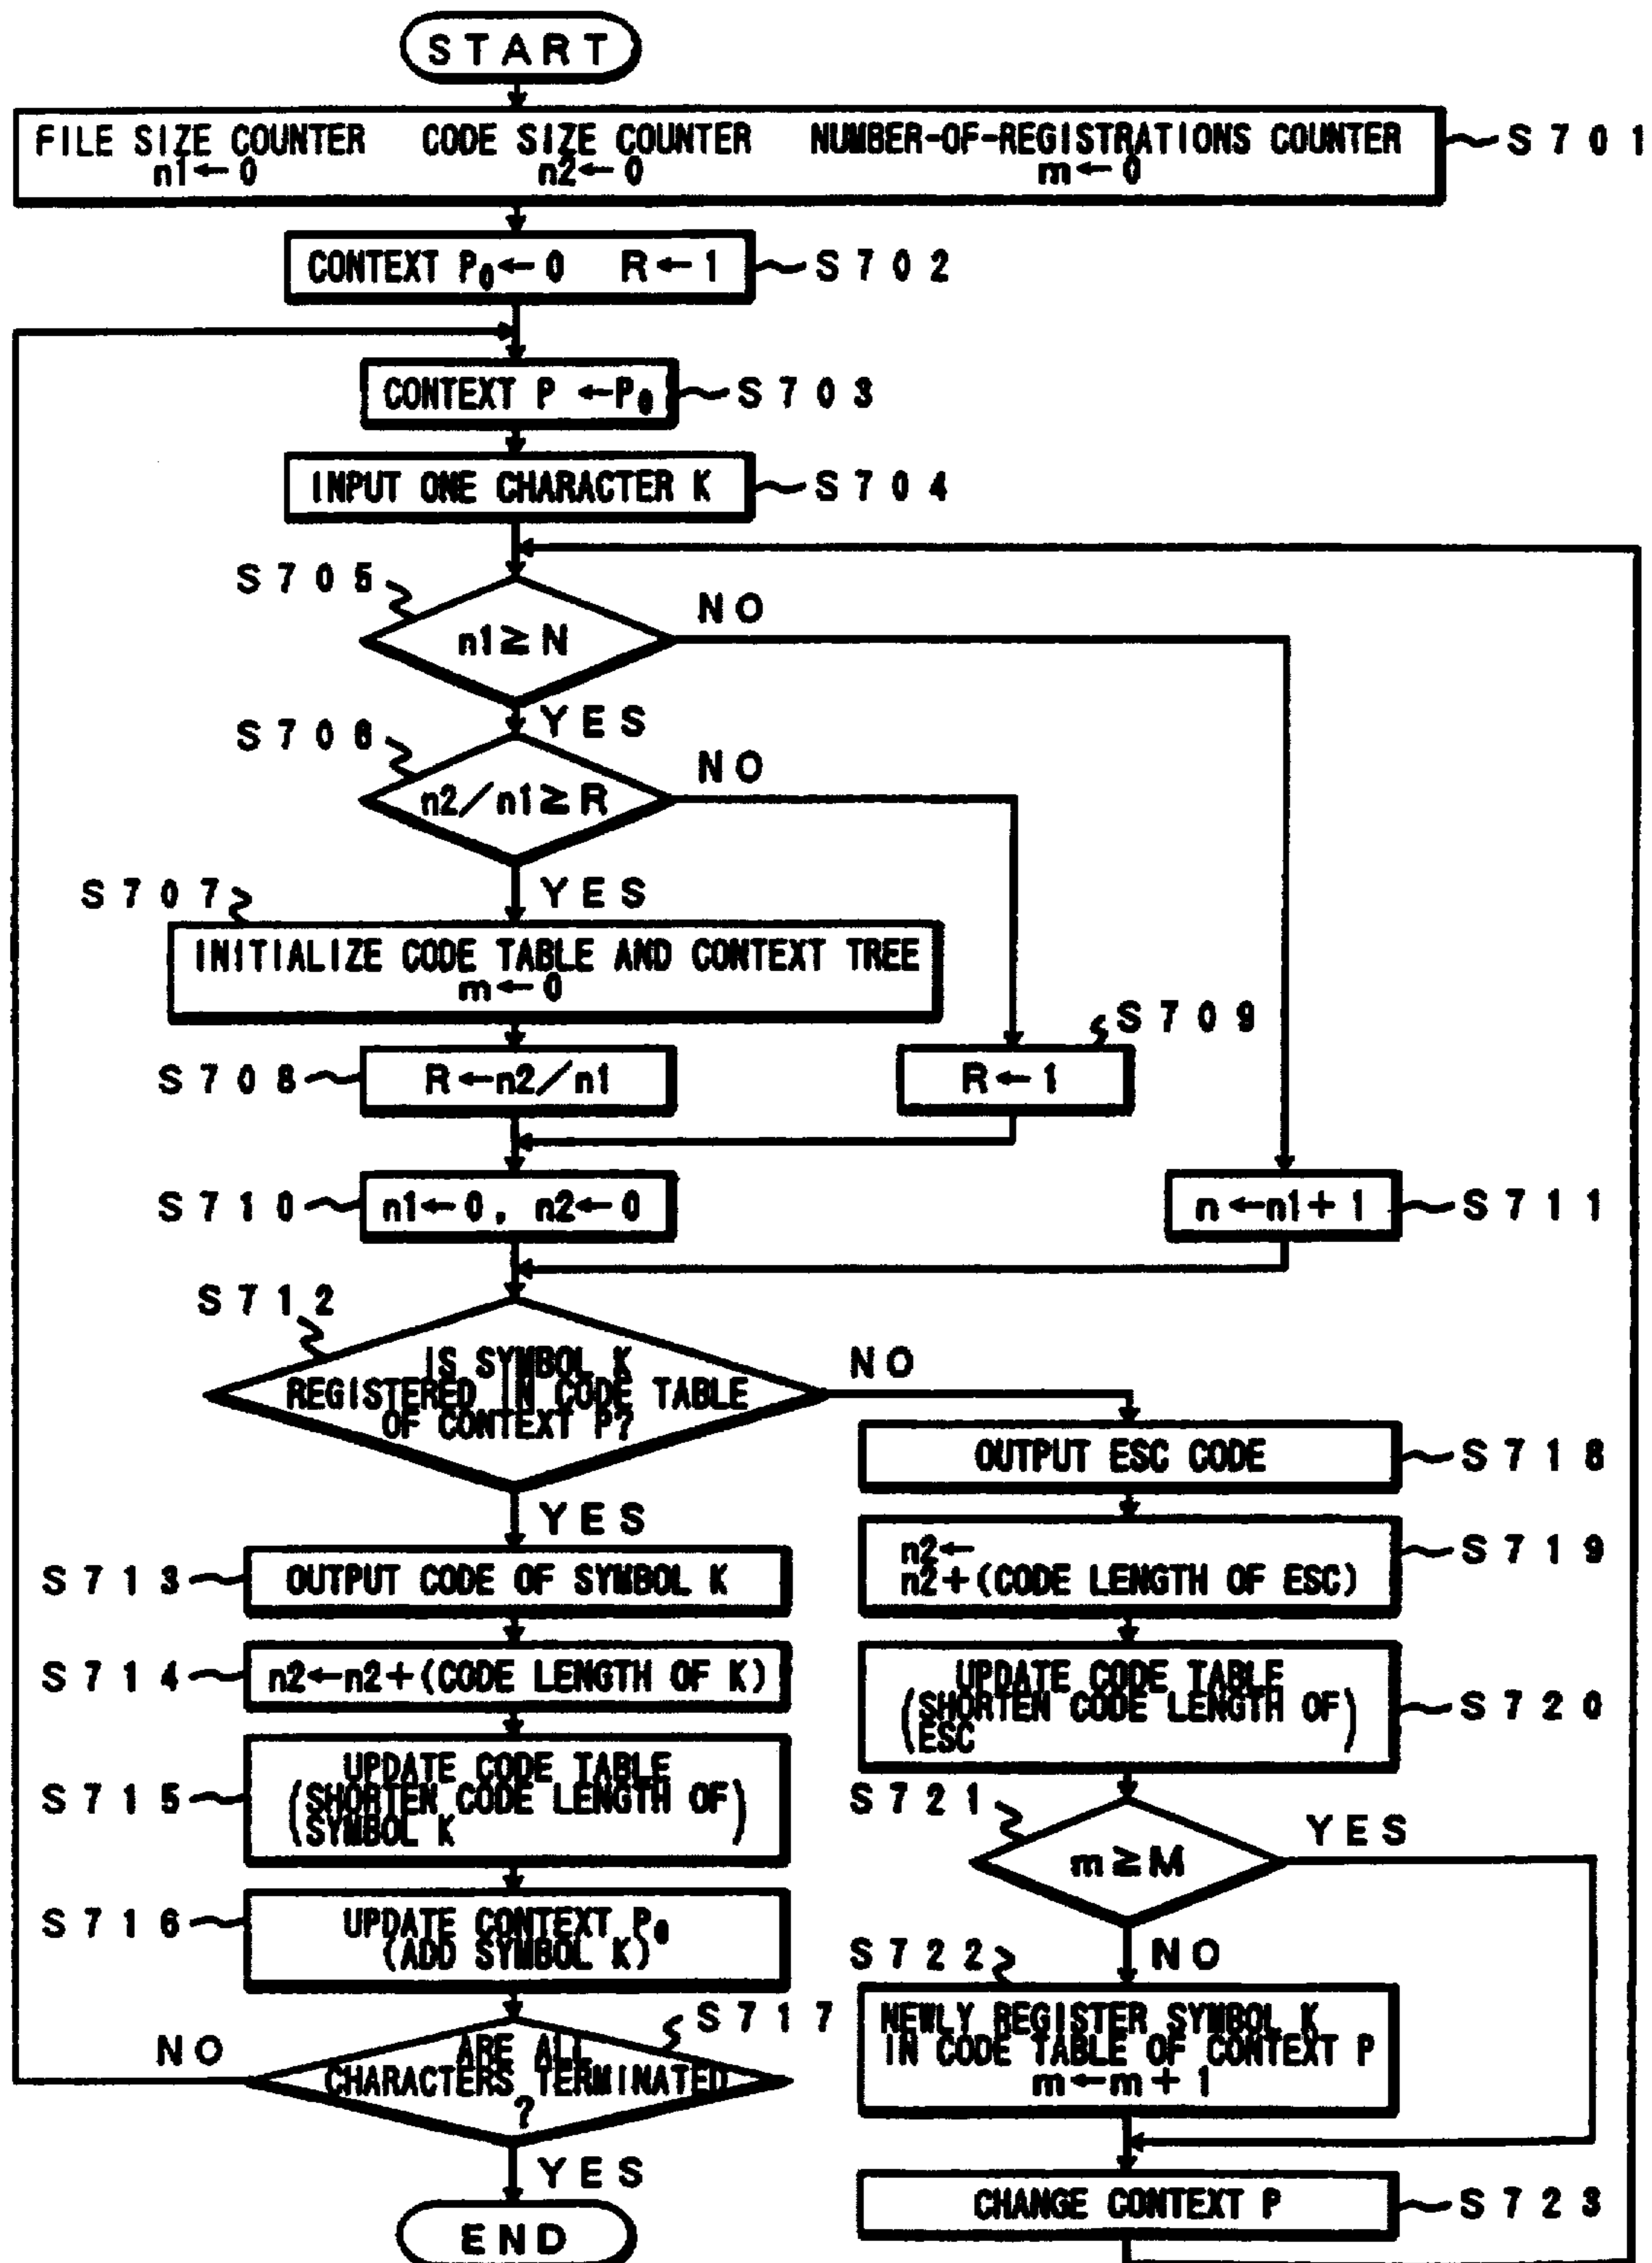 START
FILE SIZE COUNTER CODE SIZE COUNTER NUMBER-OF-REGISTRATIONS COUNTER
n1←0 n2←0 m←0
S701
CONTEXT P₀←0 R←1
S702
CONTEXT P ←P₀
S703
INPUT ONE CHARACTER K
S704
S705
n1≧N
NO
YES
S706
n2/n1≧R
NO
YES
S707
INITIALIZE CODE TABLE AND CONTEXT TREE
m←0
S708
R←n2/n1
S709
R←1
S710
n1←0, n2←0
n←n1+1
S711
S712
IS SYMBOL K
REGISTERED IN CODE TABLE
OF CONTEXT P?
NO
YES
S713
OUTPUT CODE OF SYMBOL K
S714
n2←n2+(CODE LENGTH OF K)
S715
UPDATE CODE TABLE
(SHORTEN CODE LENGTH OF
SYMBOL K)
S716
UPDATE CONTEXT P₀
(ADD SYMBOL K)
S717
ARE ALL
CHARACTERS TERMINATED
?
NO
YES
END
OUTPUT ESC CODE
S718
n2←
n2+(CODE LENGTH OF ESC)
S719
UPDATE CODE TABLE
(SHORTEN CODE LENGTH OF
ESC)
S720
S721
m≧M
YES
NO
S722
NEWLY REGISTER SYMBOL K
IN CODE TABLE OF CONTEXT P
m←m+1
CHANGE CONTEXT P
S723